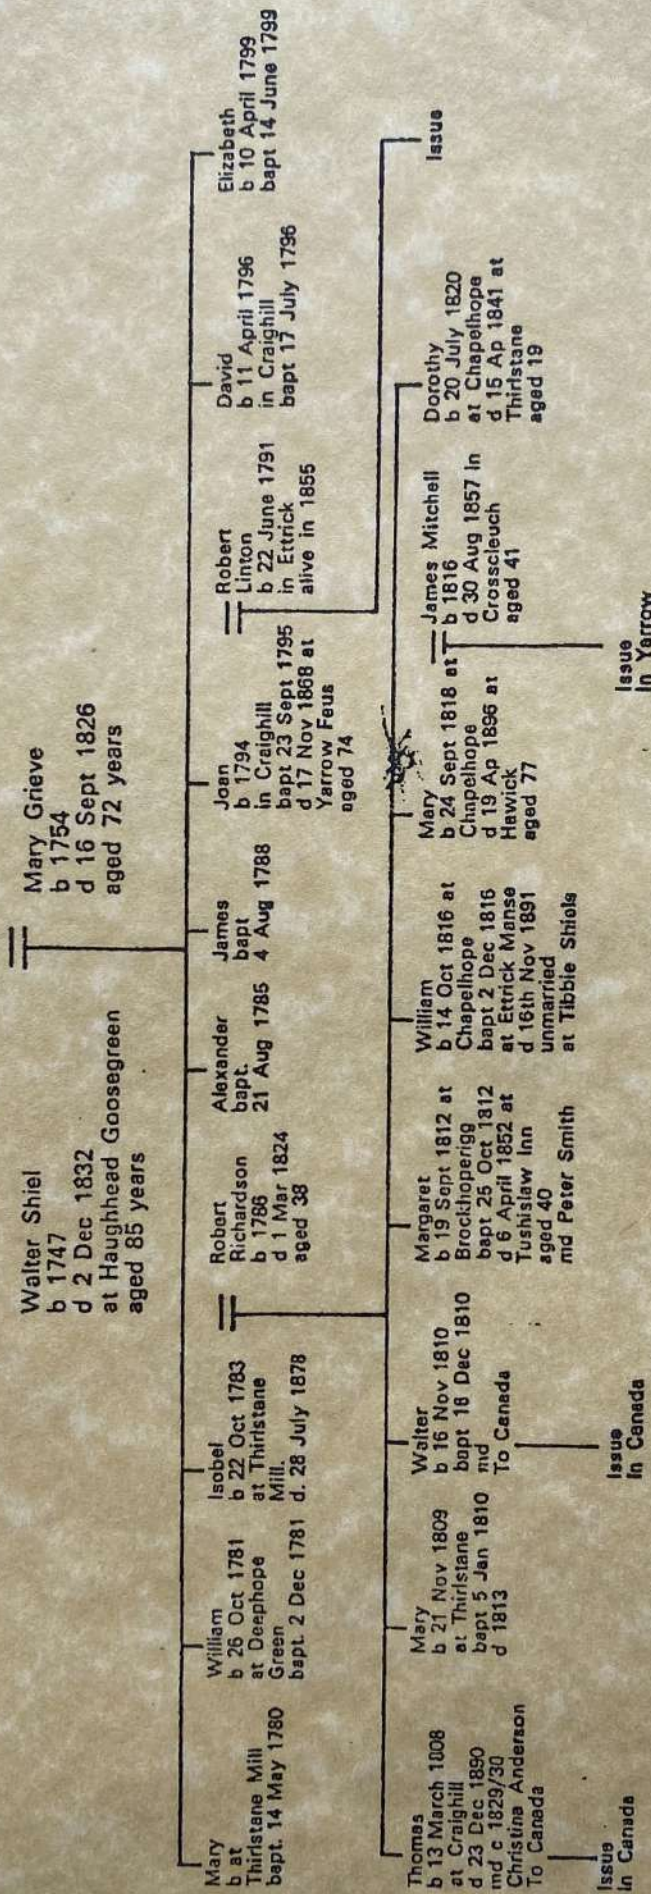 Walter Shiel
b 1747
d 2 Dec 1832
at Haughhead Goosegreen
aged 85 years
Mary Grieve
b 1754
d 16 Sept 1826
aged 72 years
Mary
b at
Thirlstane Mill
bapt. 14 May 1780
William
b 26 Oct 1781
at Deephope
Green
bapt. 2 Dec 1781
Isobel
b 22 Oct 1783
at Thirlstane
Mill.
d. 28 July 1878
Robert
Richardson
b 1786
d 1 Mar 1824
aged 38
Alexander
bapt.
21 Aug 1785
James
bapt
4 Aug 1788
Joan
b 1794
in Craighill
bapt 23 Sept 1795
d 17 Nov 1868 at
Yarrow Feus
aged 74
Robert
Linton
b 22 June 1791
in Ettrick
alive in 1855
David
b 11 April 1796
in Craighill
bapt 17 July 1796
Elizabeth
b 10 April 1799
bapt 14 June 1799
Thomas
b 13 March 1808
at Craighill
d 23 Dec 1890
md c 1829/30
Christina Anderson
To Canada
Issue
In Canada
Mary
b 21 Nov 1809
at Thirlstane
bapt 5 Jan 1810
d 1813
Walter
b 16 Nov 1810
bapt 16 Dec 1810
md
To Canada
Issue
In Canada
Margaret
b 19 Sept 1812 at
Brockhoperigg
bapt 25 Oct 1812
d 6 April 1852 at
Tushislaw Inn
aged 40
md Peter Smith
William
b 14 Oct 1816 at
Chapelhope
bapt 2 Dec 1816
at Ettrick Manse
d 16th Nov 1891
unmarried
at Tibbie Shiels
Mary
b 24 Sept 1818 at
Chapelhope
d 19 Ap 1896 at
Hawick
aged 77
James Mitchell
b 1816
d 30 Aug 1857 In
Crosscleuch
aged 41
Issue
In Yarrow
Dorothy
b 20 July 1820
at Chapelhope
d 15 Ap 1841 at
Thirlstane
aged 19
Issue